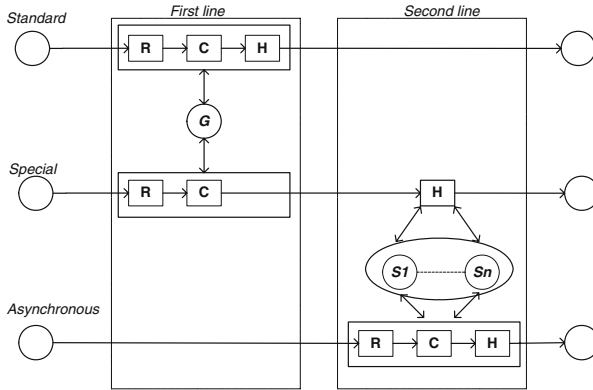 First line Second line
Standard
R C H
G
Special
R C H
S1 Sn
Asynchronous
R C H